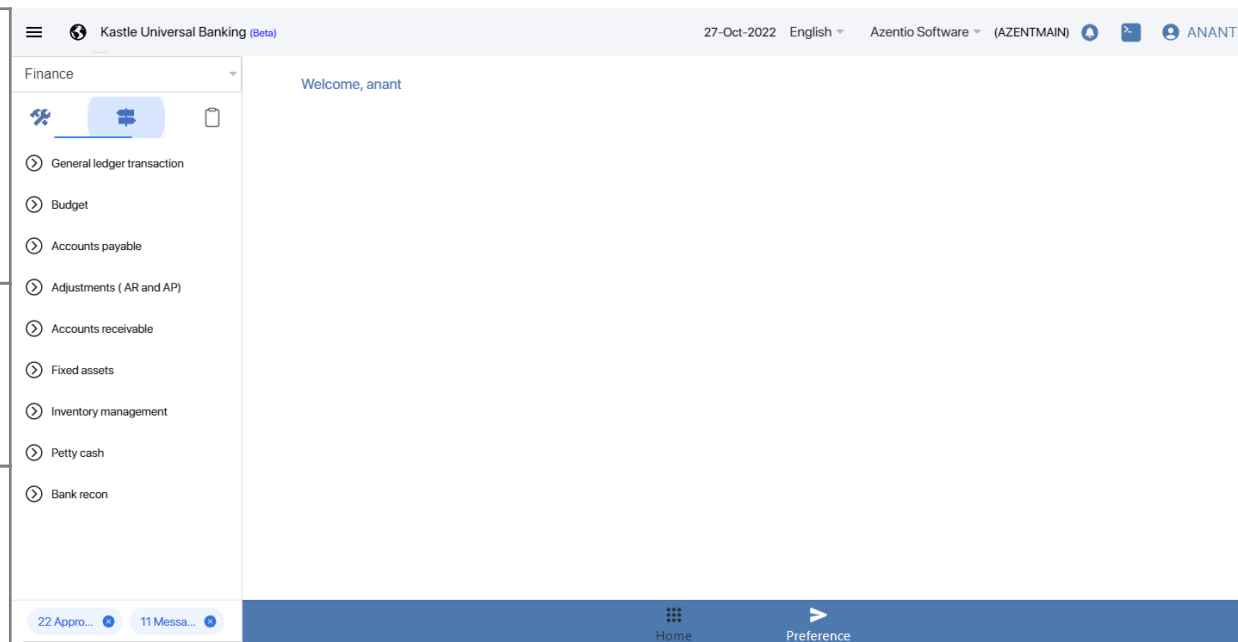 Kastle Universal Banking (Beta)
27-Oct-2022 English Azentio Software (AZENTMAIN) ANANT
Finance
Welcome, anant
General ledger transaction
Budget
Accounts payable
Adjustments ( AR and AP)
Accounts receivable
Fixed assets
Inventory management
Petty cash
Bank recon
22 Appro... 11 Messa...
Home Preference